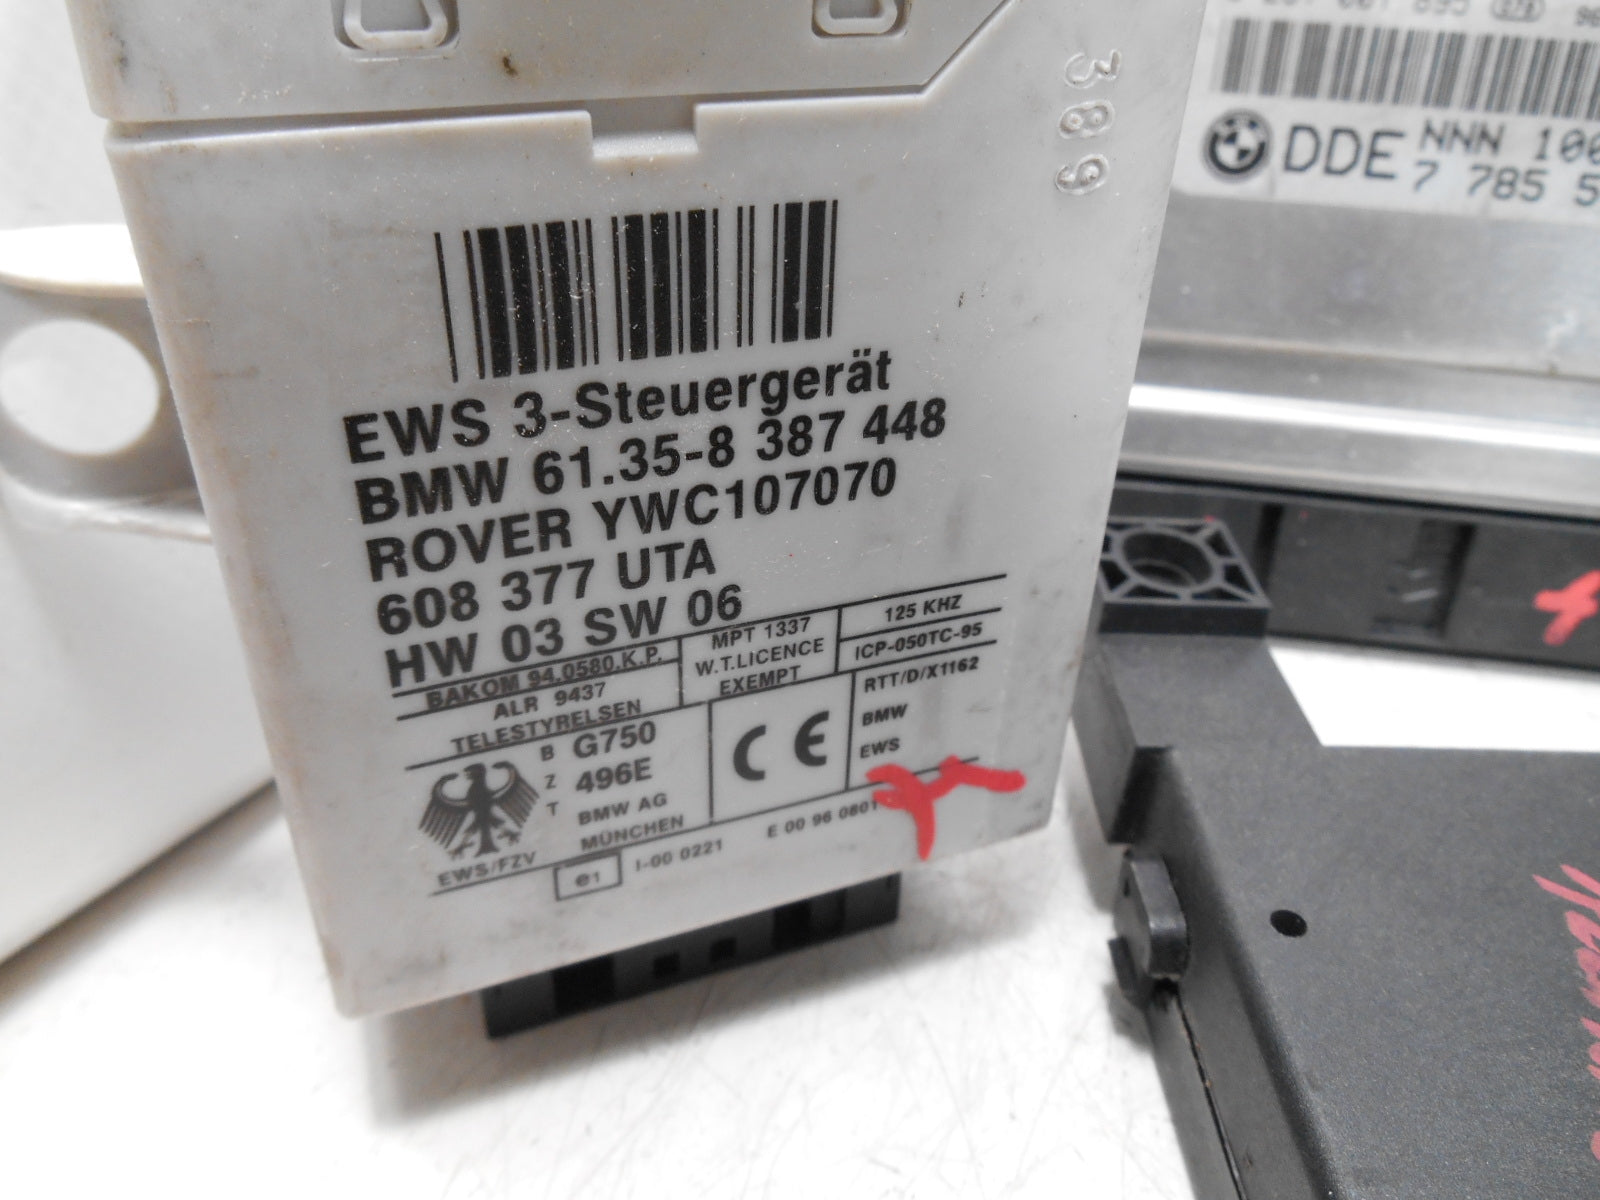 389
EWS 3-Steuergerät
BMW 61.35-8 387 448
ROVER YWC107070
608 377 UTA
HW 03 SW 06
BAKOM 94.0580.K.P.
ALR 9437
TELESTYRELSEN
MPT 1337
W.T.LICENCE
EXEMPT
125 KHZ
ICP-050TC-95
RTT/D/X1162
BMW
EWS
B Z T
G750
496E
BMW AG
MÜNCHEN
CE
EWS/FZV
e1
I-00 0221
E 00 96 0801
BMW
DDE
NNN 100
7 785 5